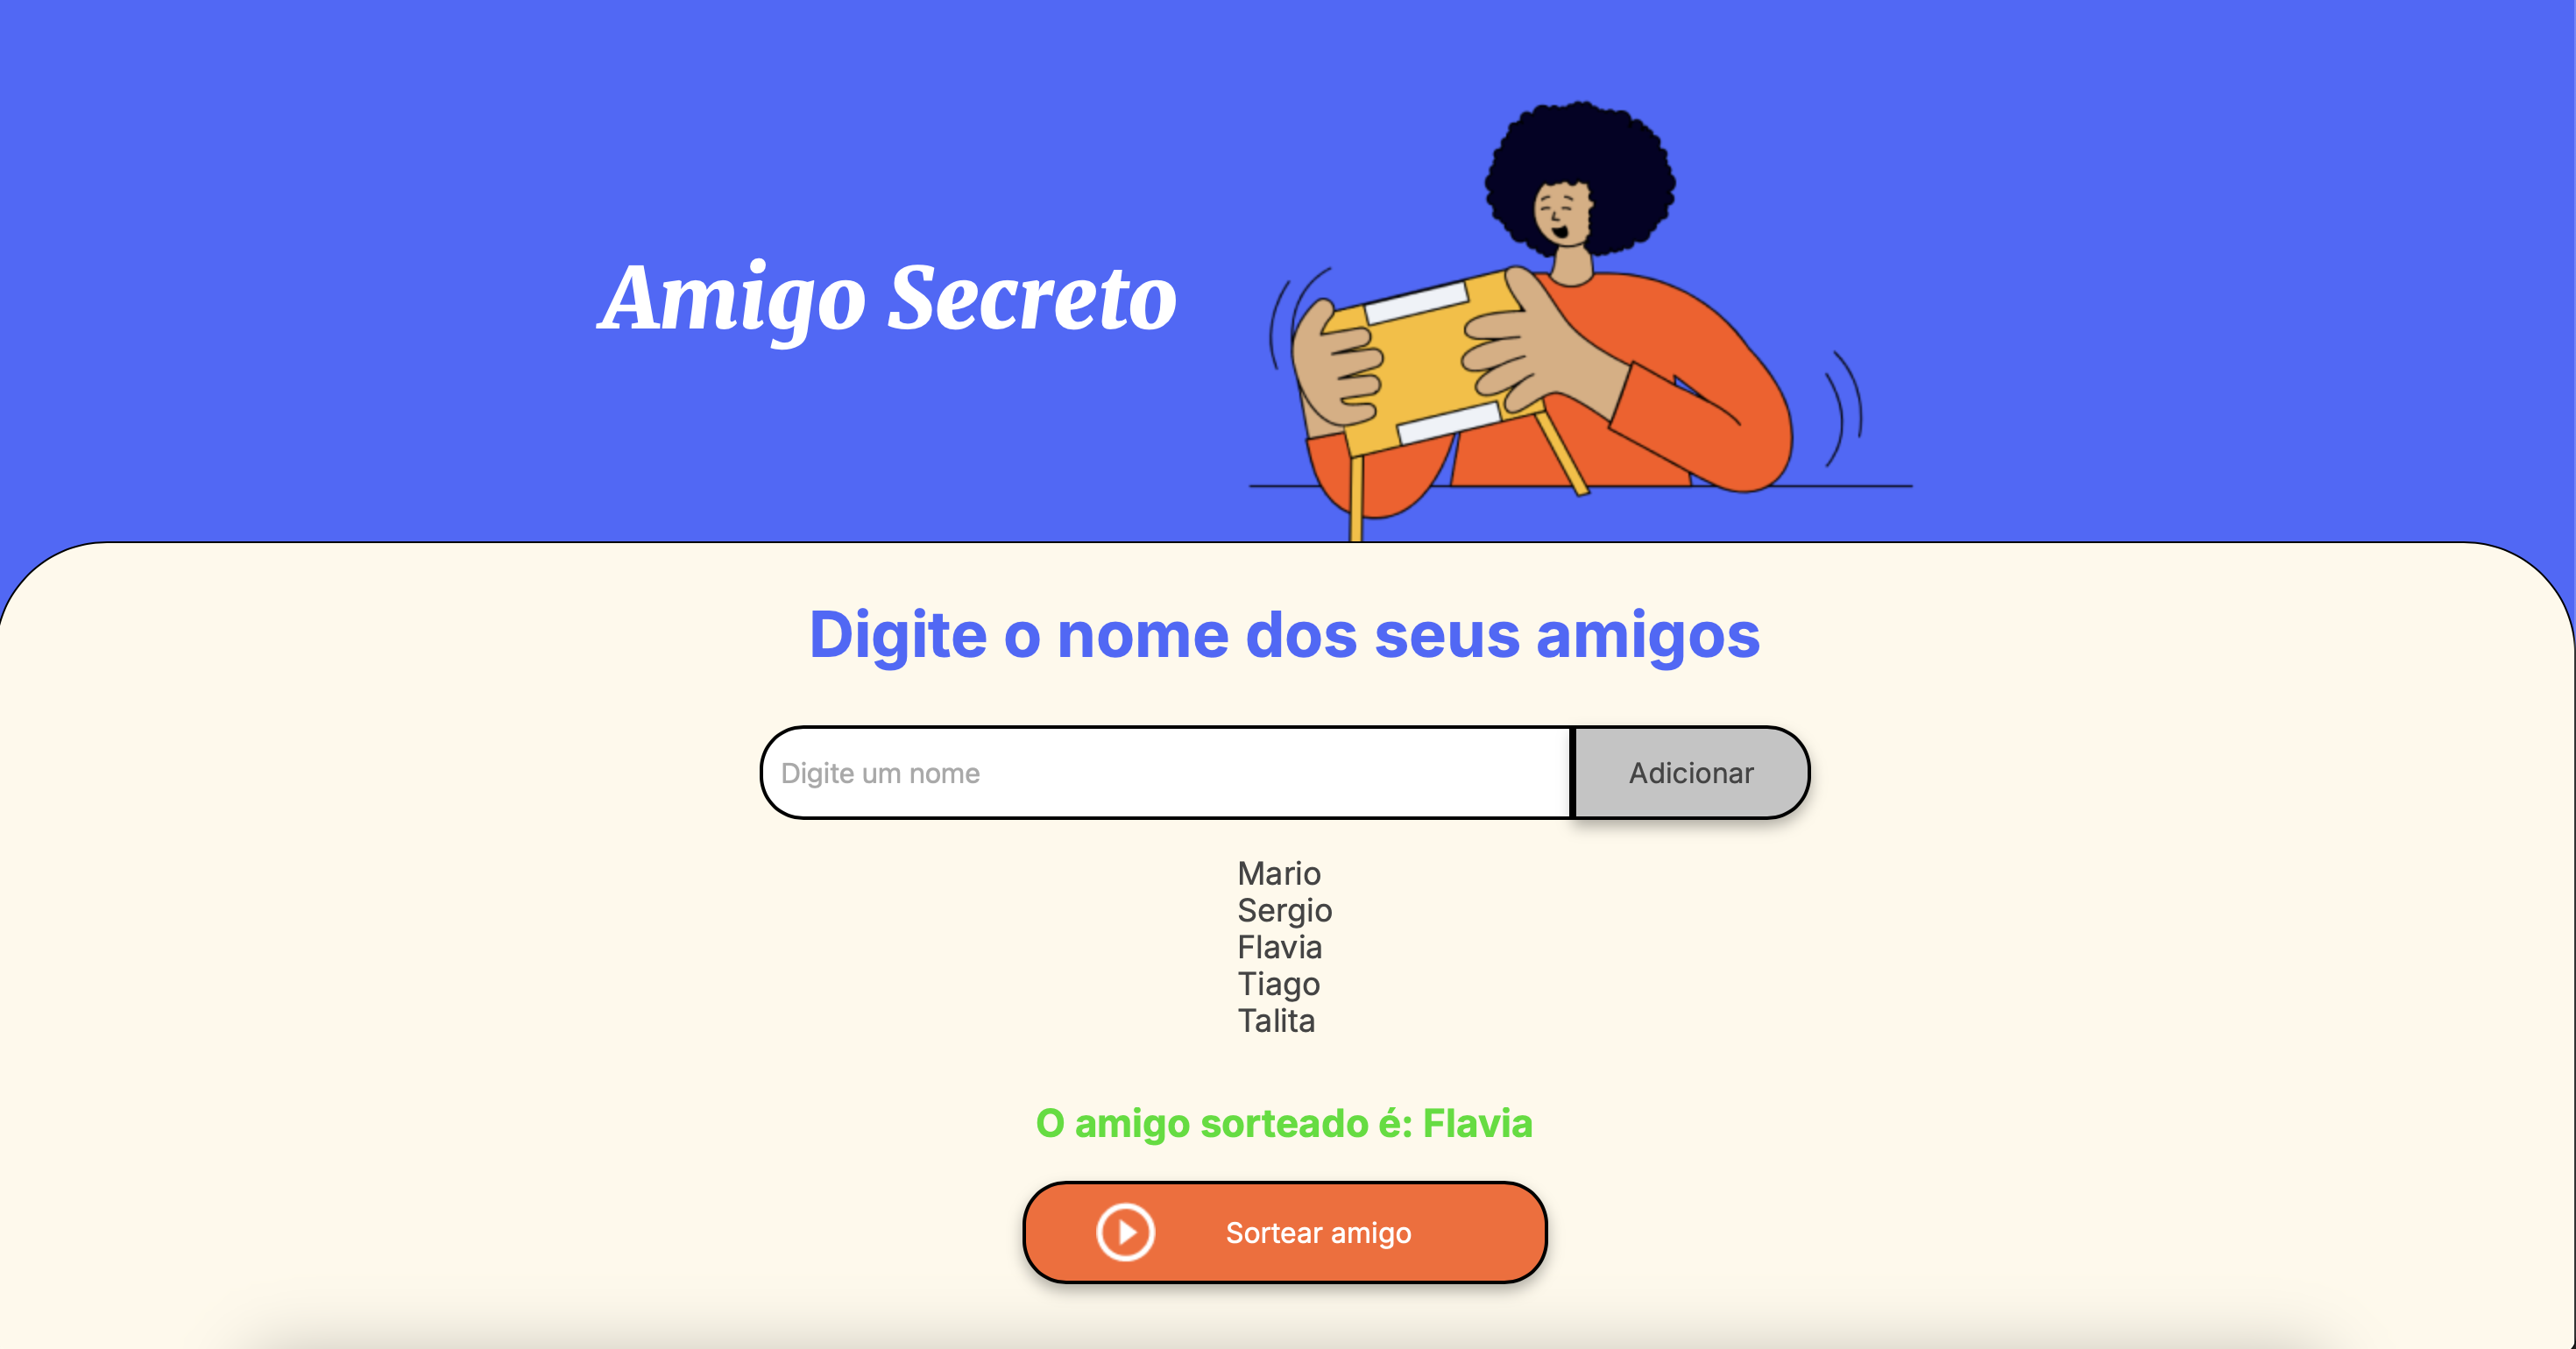 Amigo Secreto
Digite o nome dos seus amigos
Digite um nome
Adicionar
Mario
Sergio
Flavia
Tiago
Talita
O amigo sorteado é: Flavia
Sortear amigo